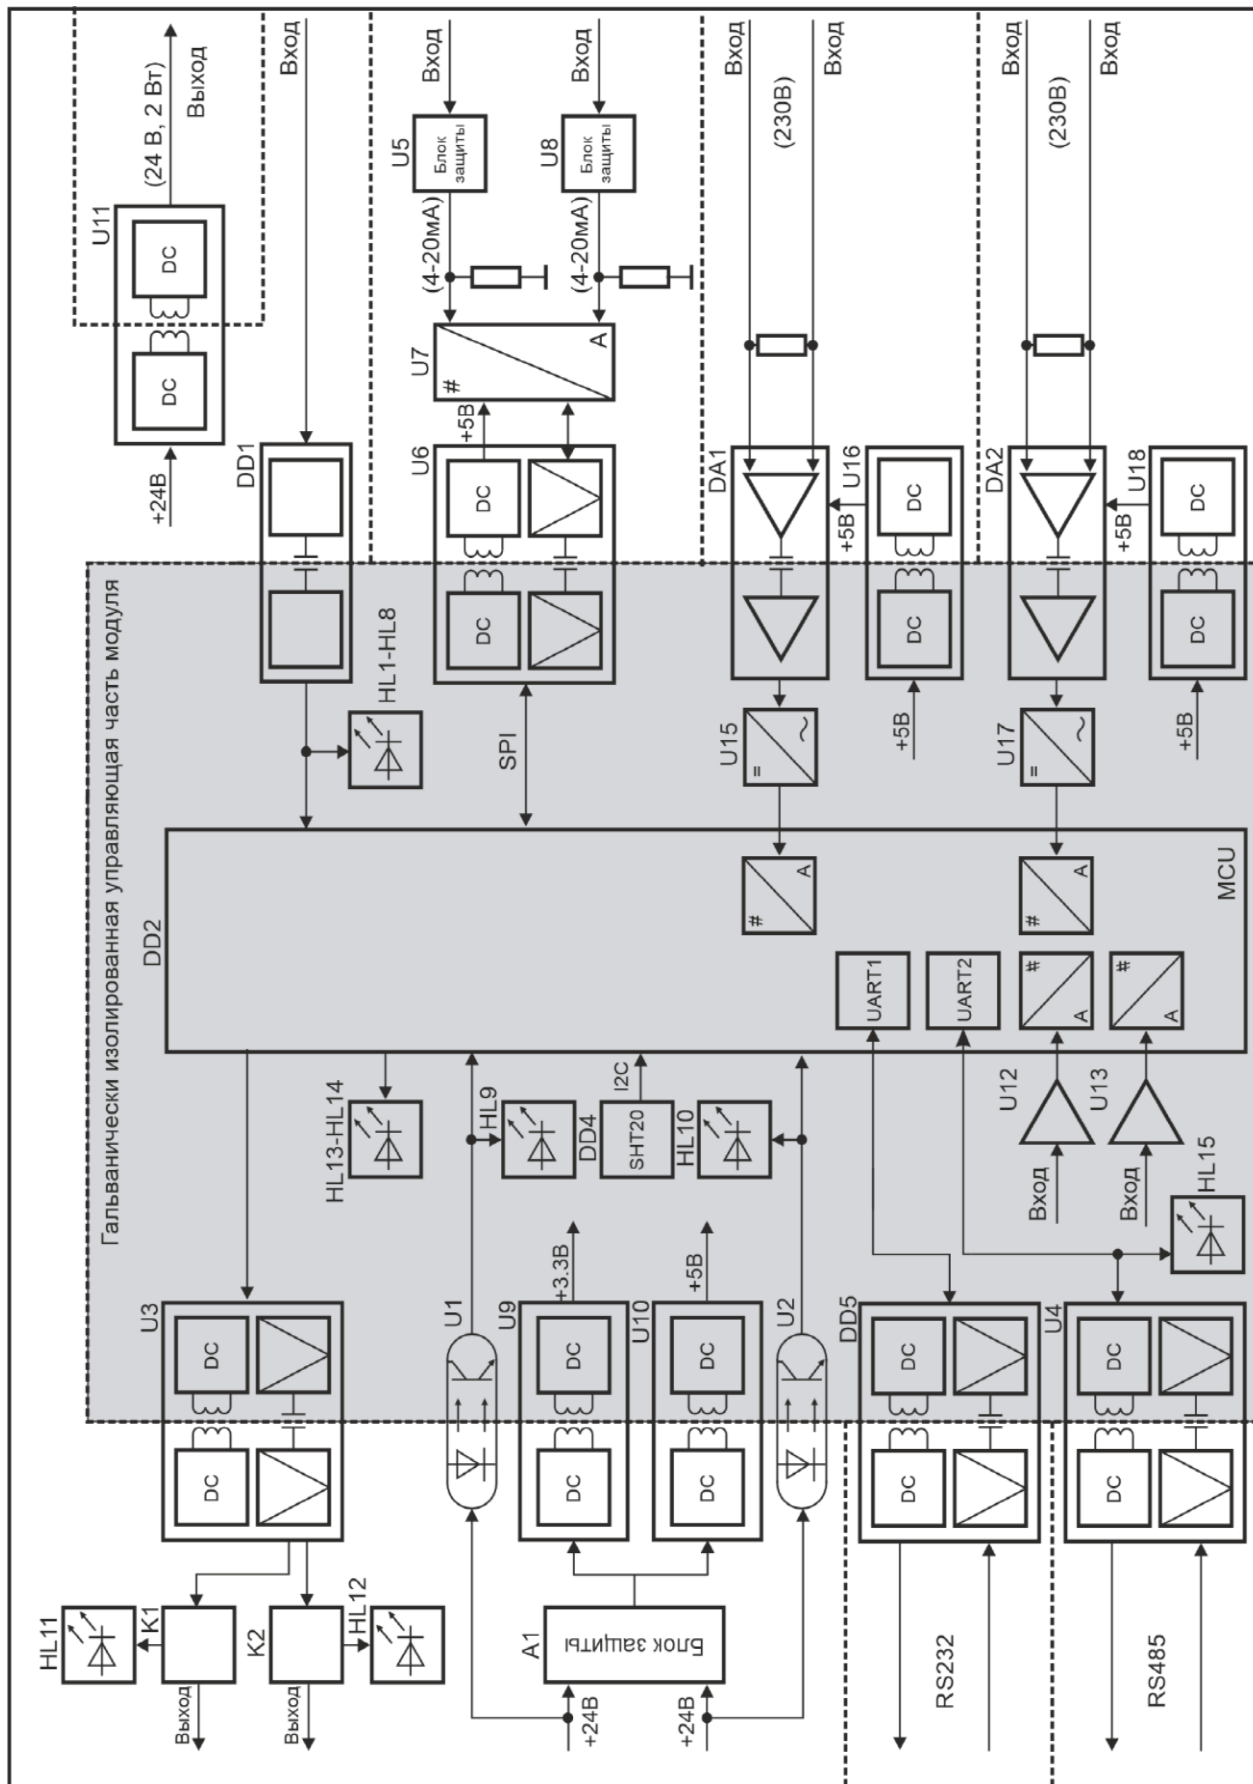 Гальванически изолированная управляющая часть модуля
HL11
K1
Выход
K2
HL12
Выход
U3
DC
DC
HL13-HL14
DD2
MCU
DD1
HL1-HL8
Вход
U11
DC
DC
+24В
(24 В, 2 Вт)
Выход
A1
Блок защиты
+24В
+24В
U1
HL9
U9
DC
DC
+3.3В
U10
DC
DC
+5В
U2
HL10
DD4
SHT20
I2C
SPI
U6
DC
DC
+5В
U7
#
A
(4-20мА)
(4-20мА)
U5
Блок
защиты
Вход
U8
Блок
защиты
Вход
RS232
DD5
DC
DC
UART1
RS485
U4
DC
DC
UART2
HL15
Вход
U12
#
A
Вход
U13
#
A
#
A
U15
=
~
DA1
U16
DC
DC
+5В
+5В
Вход
(230В)
Вход
#
A
U17
=
~
DA2
U18
DC
DC
+5В
+5В
Вход
(230В)
Вход